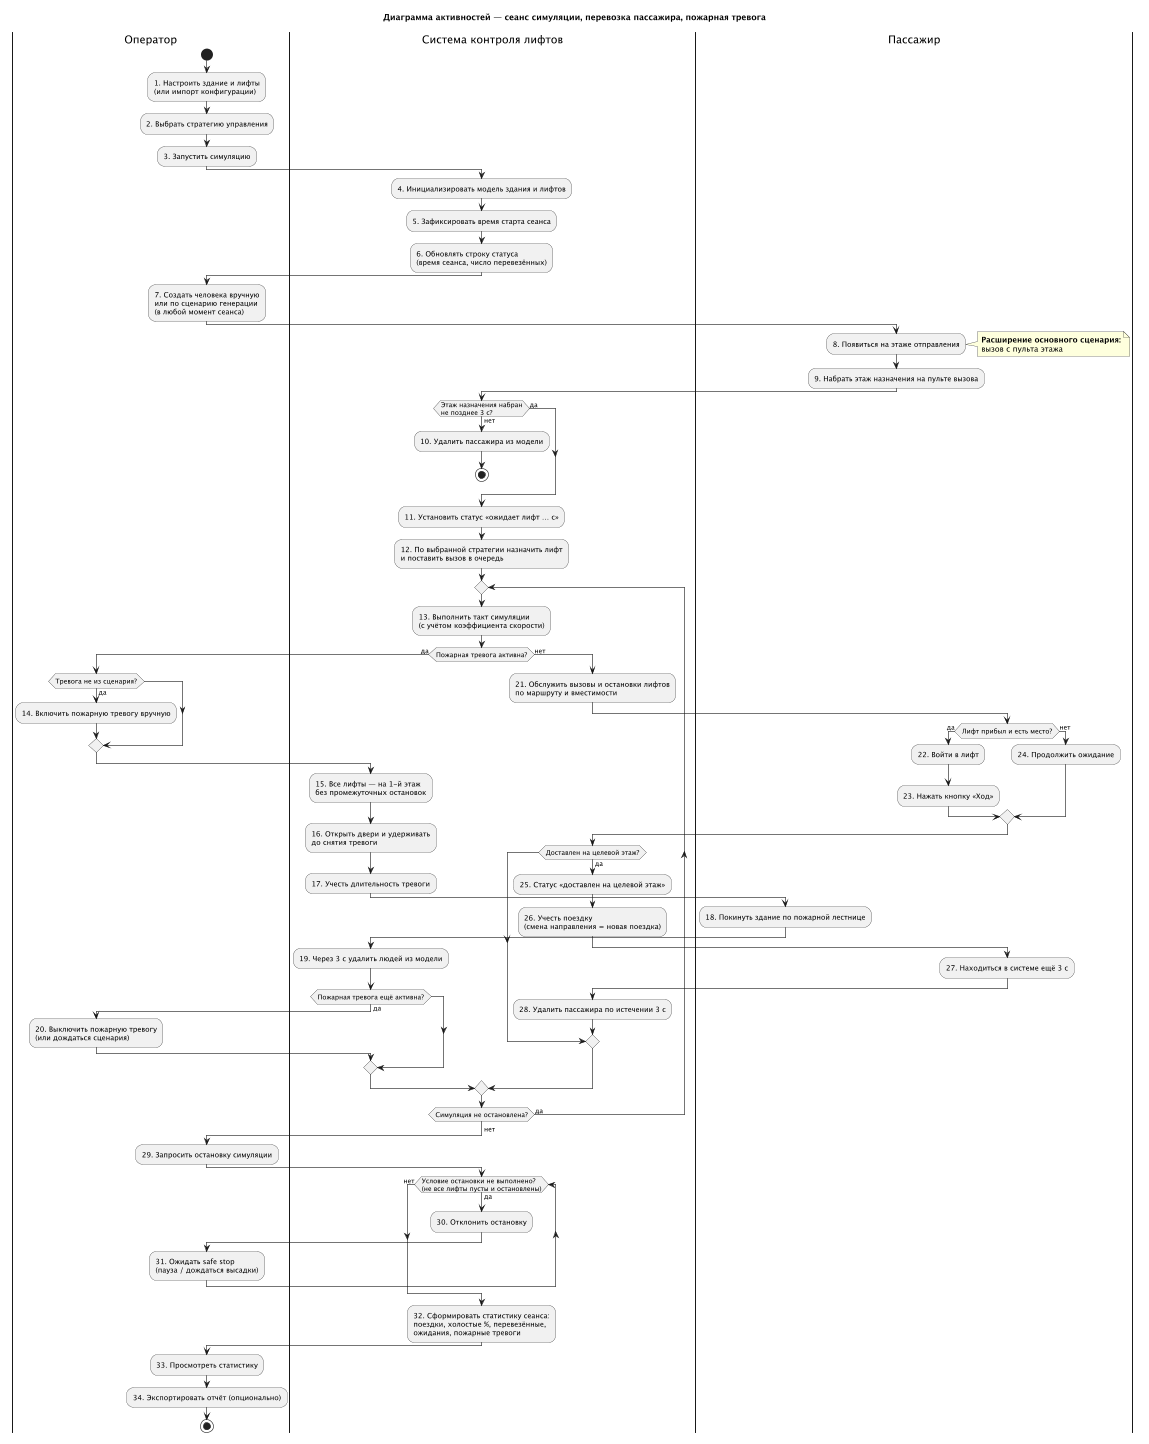 Диаграмма активностей — сеанс симуляции, перевозка пассажира, пожарная тревога
Оператор
Система контроля лифтов
Пассажир
1. Настроить здание и лифты
(или импорт конфигурации)
2. Выбрать стратегию управления
3. Запустить симуляцию
4. Инициализировать модель здания и лифтов
5. Зафиксировать время старта сеанса
6. Обновлять строку статуса
(время сеанса, число перевезённых)
7. Создать человека вручную
или по сценарию генерации
(в любой момент сеанса)
8. Появиться на этаже отправления
Расширение основного сценария:
вызов с пульта этажа
9. Набрать этаж назначения на пульте вызова
Этаж назначения набран
не позднее 3 с?
да
нет
10. Удалить пассажира из модели
11. Установить статус «ожидает лифт ... с»
12. По выбранной стратегии назначить лифт
и поставить вызов в очередь
13. Выполнить такт симуляции
(с учётом коэффициента скорости)
да
Пожарная тревога активна?
нет
Тревога не из сценария?
да
14. Включить пожарную тревогу вручную
21. Обслужить вызовы и остановки лифтов
по маршруту и вместимости
да
Лифт прибыл и есть место?
нет
22. Войти в лифт
24. Продолжить ожидание
23. Нажать кнопку «Ход»
15. Все лифты — на 1-й этаж
без промежуточных остановок
16. Открыть двери и удерживать
до снятия тревоги
Доставлен на целевой этаж?
да
17. Учесть длительность тревоги
25. Статус «доставлен на целевой этаж»
26. Учесть поездку
(смена направления = новая поездка)
18. Покинуть здание по пожарной лестнице
19. Через 3 с удалить людей из модели
27. Находиться в системе ещё 3 с
Пожарная тревога ещё активна?
да
28. Удалить пассажира по истечении 3 с
20. Выключить пожарную тревогу
(или дождаться сценария)
Симуляция не остановлена?
да
нет
29. Запросить остановку симуляции
нет
Условие остановки не выполнено?
(не все лифты пусты и остановлены)
да
30. Отклонить остановку
31. Ожидать safe stop
(пауза / дождаться высадки)
32. Сформировать статистику сеанса:
поездки, холостые %, перевезённые,
ожидания, пожарные тревоги
33. Просмотреть статистику
34. Экспортировать отчёт (опционально)